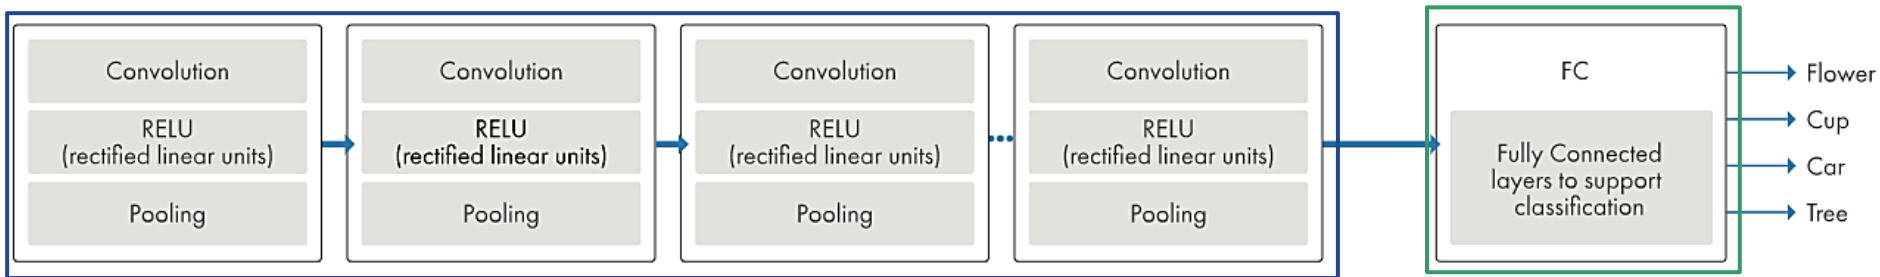 Convolution
RELU
(rectified linear units)
Pooling
Convolution
RELU
(rectified linear units)
Pooling
Convolution
RELU
(rectified linear units)
Pooling
Convolution
RELU
(rectified linear units)
Pooling
FC
Fully Connected
layers to support
classification
Flower
Cup
Car
Tree